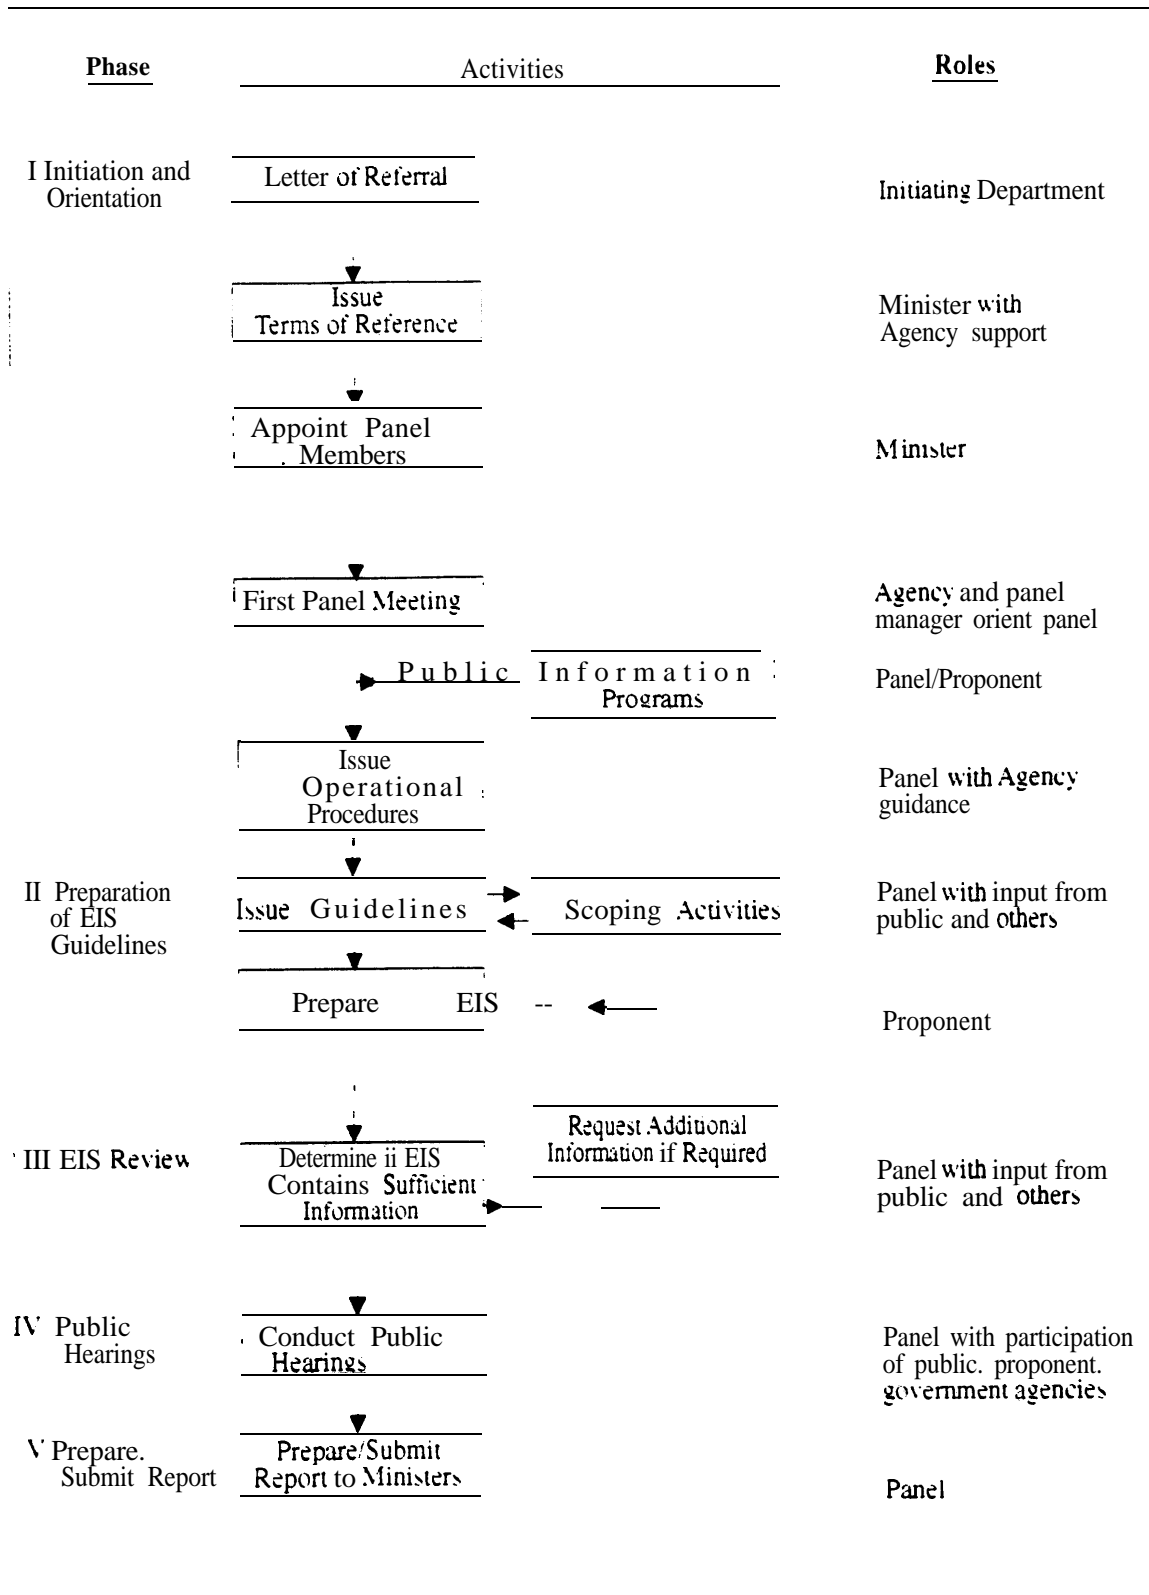 Phase Activities Roles
I Initiation and
Orientation
Letter of Referral
Initiating Department
Issue
Terms of Reference
Minister with
Agency support
Appoint Panel
Members
Minister
First Panel Meeting
Agency and panel
manager orient panel
Public Information
Programs
Panel/Proponent
Issue
Operational
Procedures
Panel with Agency
guidance
II Preparation
of EIS
Guidelines
Issue Guidelines
Scoping Activities
Panel with input from
public and others
Prepare EIS --
Proponent
III EIS Review
Determine ii EIS
Contains Sufficient
Information
Request Additional
Information if Required
Panel with input from
public and others
IV Public
Hearings
Conduct Public
Hearings
Panel with participation
of public. proponent.
government agencies
V Prepare.
Submit Report
Prepare/Submit
Report to Ministers
Panel